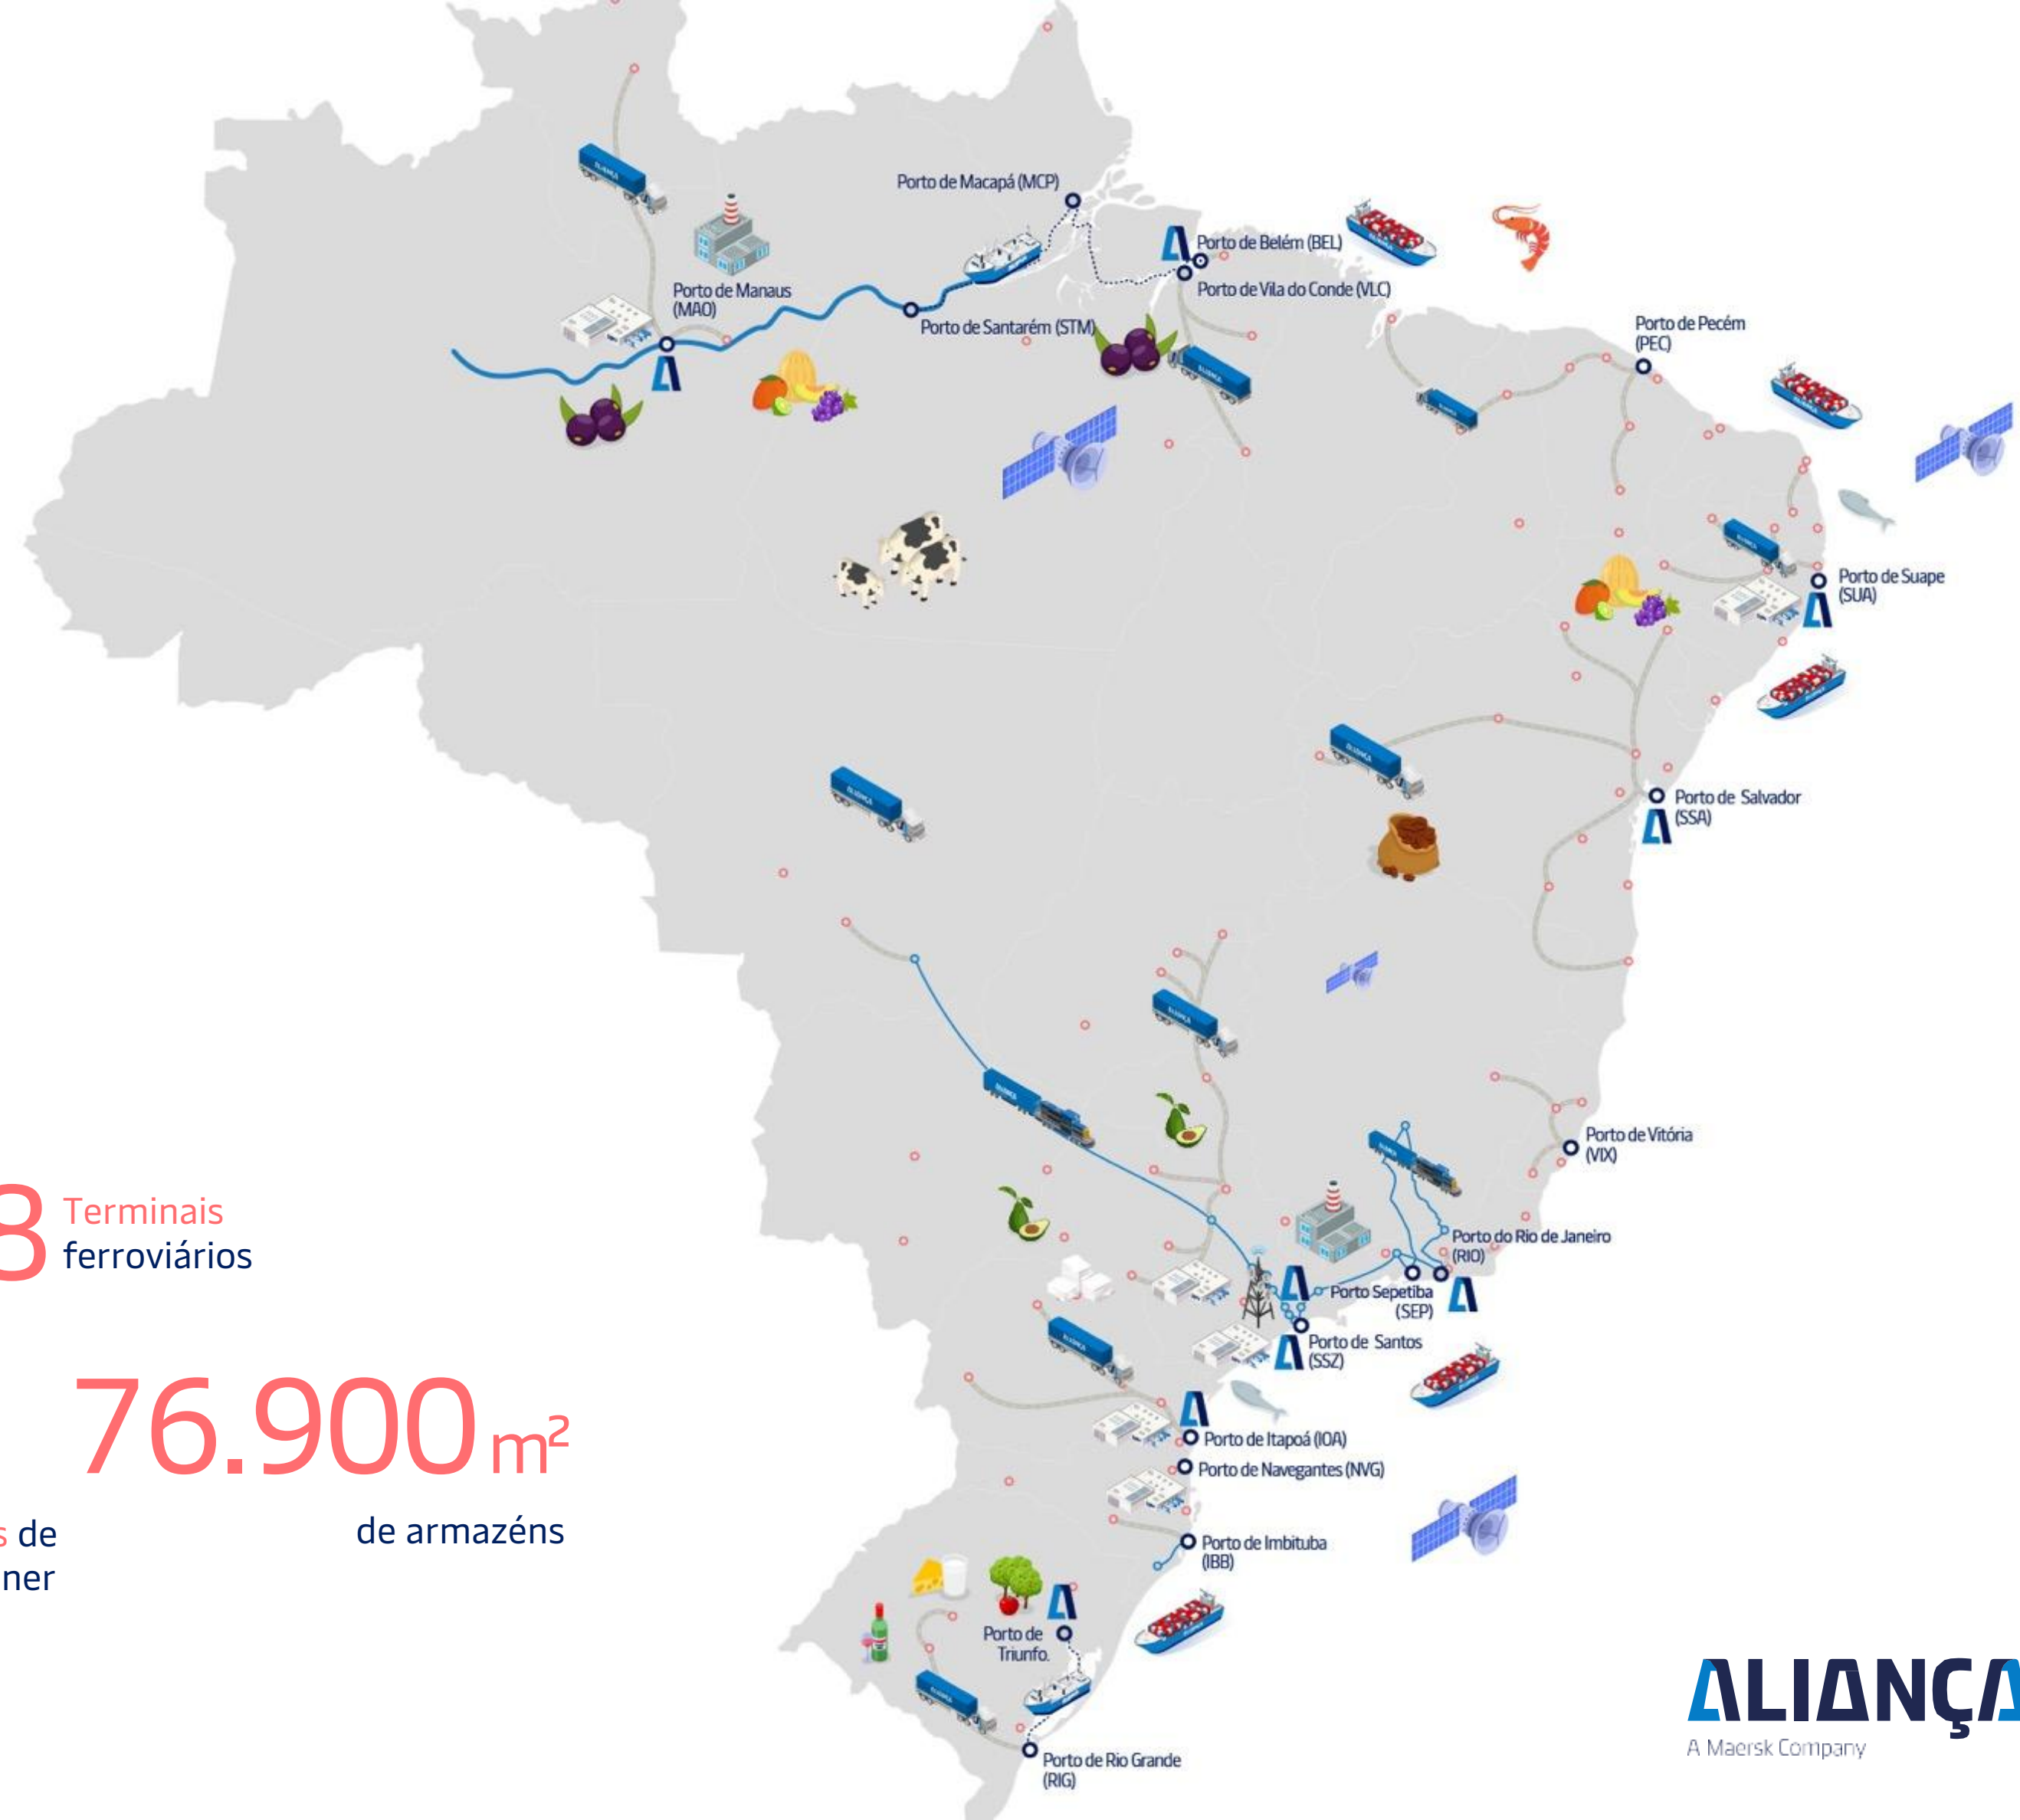 Porto de Macapá (MCP)
Porto de Belém (BEL)
Porto de Vila do Conde (VLC)
Porto de Manaus
(MAO)
Porto de Santarém (STM)
Porto de Pecém
(PEC)
Porto de Suape
(SUA)
Porto de Salvador
(SSA)
Porto de Vitória
(VIX)
Porto do Rio de Janeiro
(RIO)
Porto Sepetiba
(SEP)
Porto de Santos
(SSZ)
Porto de Itapoá (IOA)
Porto de Navegantes (NVG)
Porto de Imbituba
(IBB)
Porto de
Triunfo.
Porto de Rio Grande
(RIG)
8 Terminais
ferroviários
76.900 m²
de armazéns
s de
ner
ALIANÇA
A Maersk Company